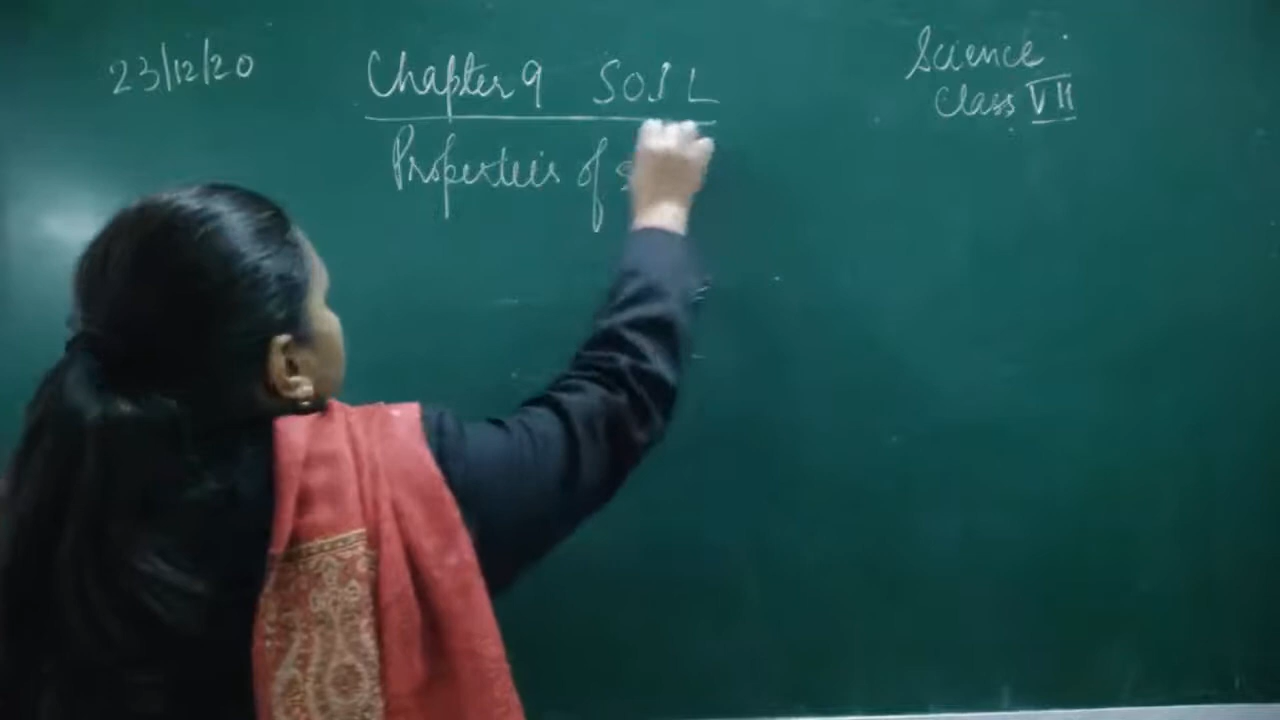 23/12/20
Chapter 9 SOIL
Science
Class VII
Properties of s